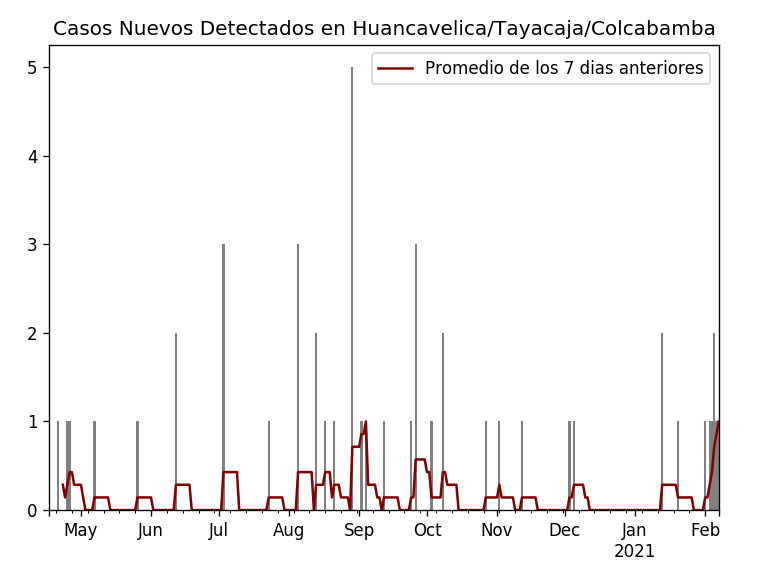 Casos Nuevos Detectados en Huancavelica/Tayacaja/Colcabamba
Promedio de los 7 dias anteriores
5
4
3
2
1
0
May Jun Jul Aug Sep Oct Nov Dec Jan Feb
2021